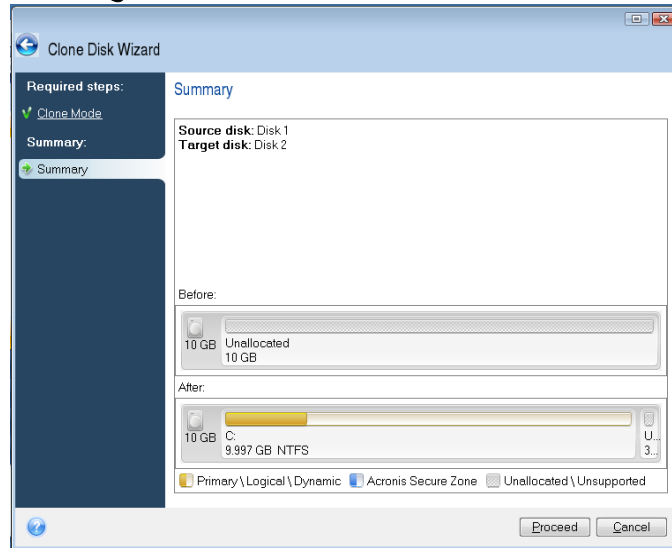 Clone Disk Wizard
Required steps:
Clone Mode
Summary:
Summary
Summary
Source disk: Disk 1
Target disk: Disk 2
Before:
10 GB Unallocated
10 GB
After:
10 GB C:
9.997 GB NTFS
U...
3...
Primary \ Logical \ Dynamic Acronis Secure Zone Unallocated \ Unsupported
Proceed Cancel